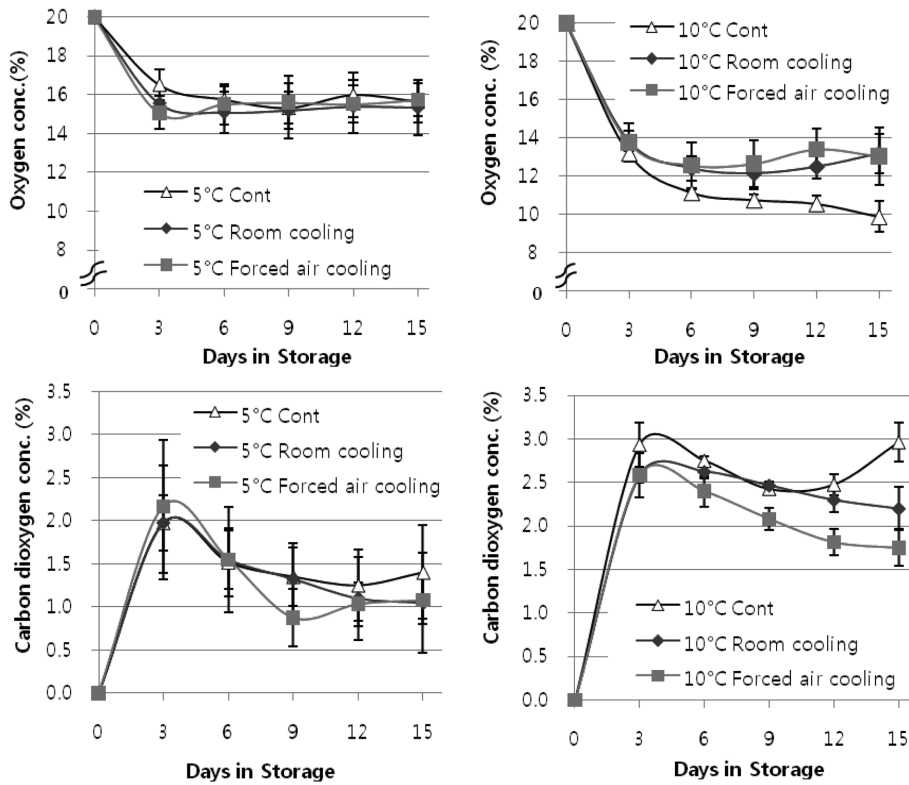 Oxygen conc.(%)
20
18
16
14
12
10
8
0
5°C Cont
5°C Room cooling
5°C Forced air cooling
0 3 6 9 12 15
Days in Storage
Oxygen conc. (%)
20
18
16
14
12
10
8
0
10°C Cont
10°C Room cooling
10°C Forced air cooling
0 3 6 9 12 15
Days in Storage
Carbon dioxygen conc. (%)
3.5
3.0
2.5
2.0
1.5
1.0
0.5
0.0
5°C Cont
5°C Room cooling
5°C Forced air cooling
0 3 6 9 12 15
Days in Storage
Carbon dioxygen conc. (%)
3.5
3.0
2.5
2.0
1.5
1.0
0.5
0.0
10°C Cont
10°C Room cooling
10°C Forced air cooling
0 3 6 9 12 15
Days in Storage